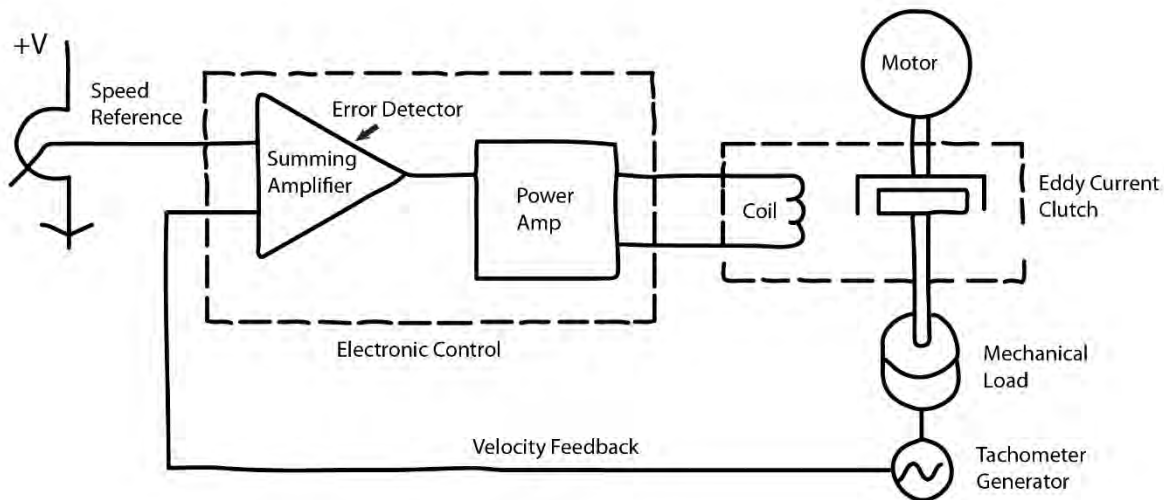 +V
Speed
Reference
Error Detector
Summing
Amplifier
Power
Amp
Electronic Control
Coil
Motor
Eddy Current
Clutch
Mechanical
Load
Velocity Feedback
Tachometer
Generator